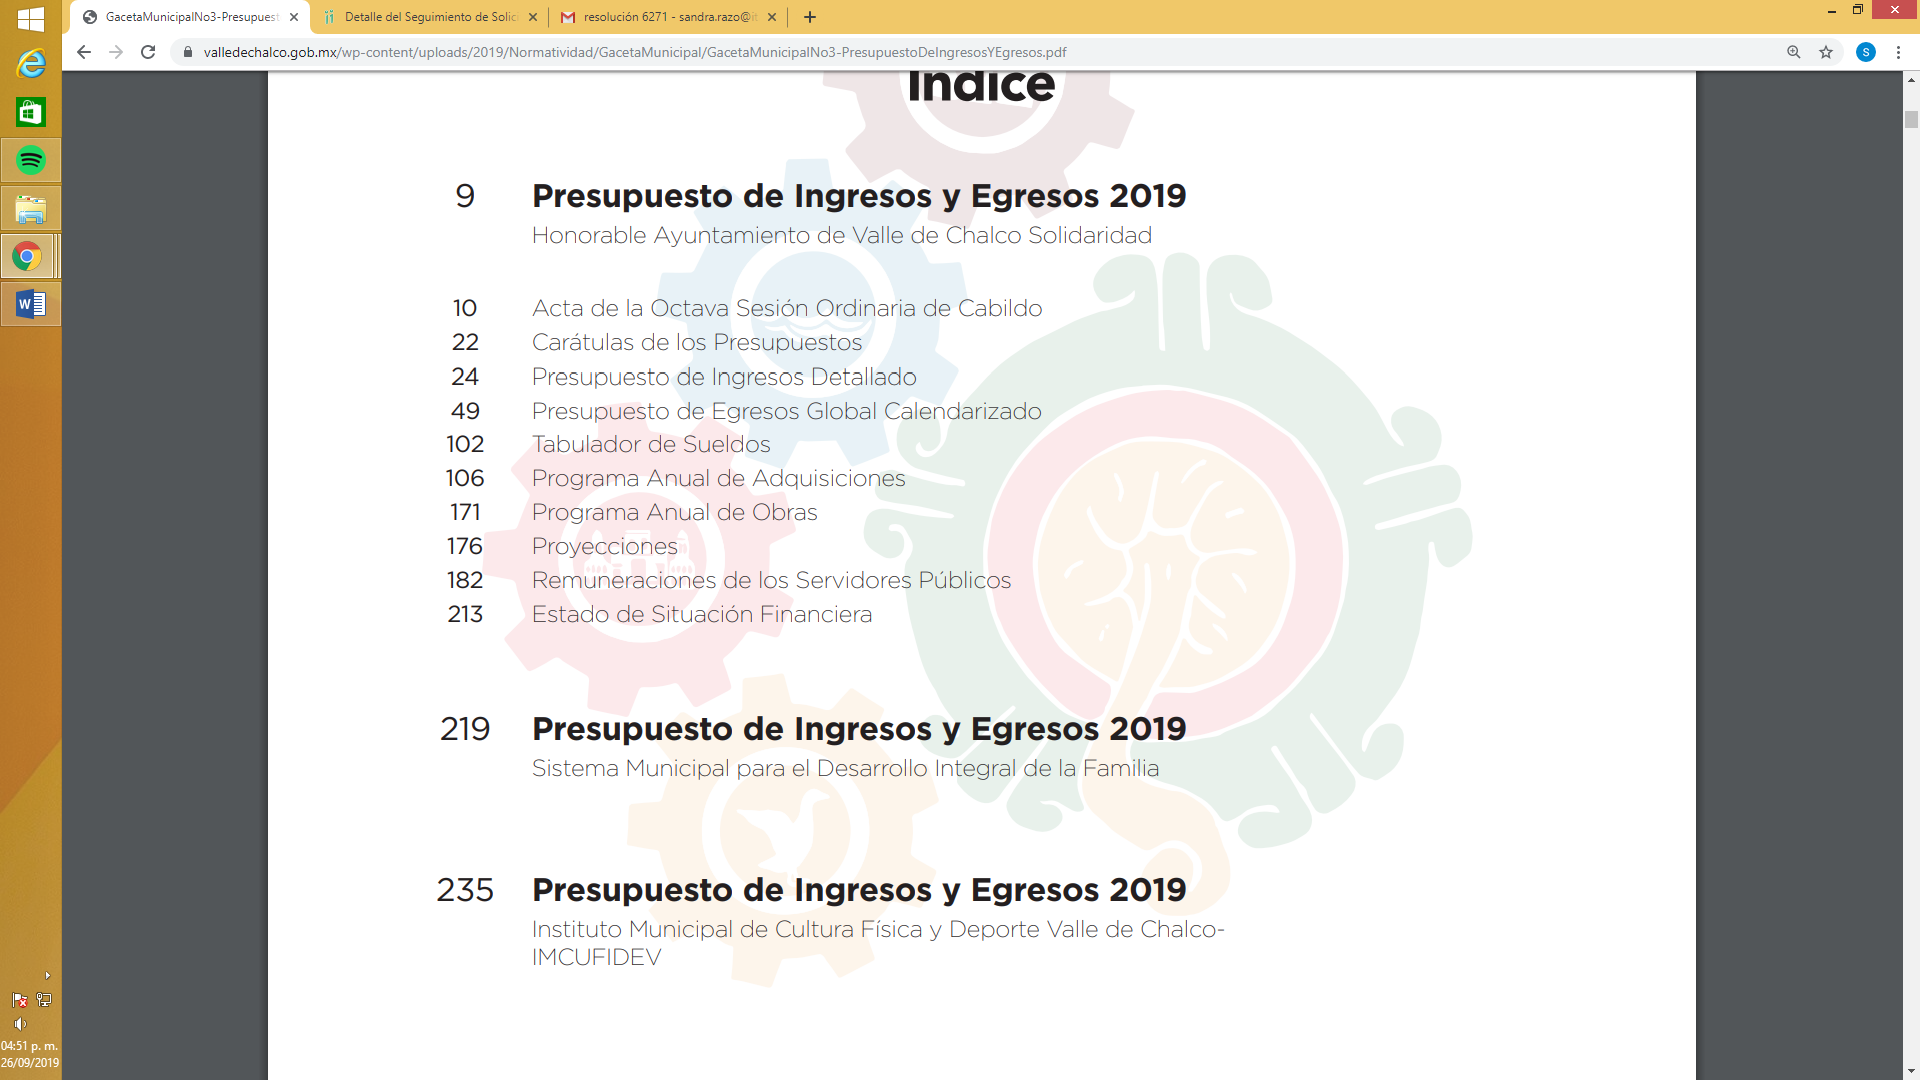 GacetaMunicipalNo3-Presupuest
Detalle del Seguimiento de Solic
resolución 6271 - sandra.razo@it
valledechalco.gob.mx/wp-content/uploads/2019/Normatividad/GacetaMunicipal/GacetaMunicipalNo3-PresupuestoDeIngresosYEgresos.pdf
S
Índice
9 Presupuesto de Ingresos y Egresos 2019
Honorable Ayuntamiento de Valle de Chalco Solidaridad
10 Acta de la Octava Sesión Ordinaria de Cabildo
22 Carátulas de los Presupuestos
24 Presupuesto de Ingresos Detallado
49 Presupuesto de Egresos Global Calendarizado
102 Tabulador de Sueldos
106 Programa Anual de Adquisiciones
171 Programa Anual de Obras
176 Proyecciones
182 Remuneraciones de los Servidores Públicos
213 Estado de Situación Financiera
219 Presupuesto de Ingresos y Egresos 2019
Sistema Municipal para el Desarrollo Integral de la Familia
235 Presupuesto de Ingresos y Egresos 2019
Instituto Municipal de Cultura Física y Deporte Valle de Chalco-
IMCUFIDEV
04:51 p. m.
26/09/2019